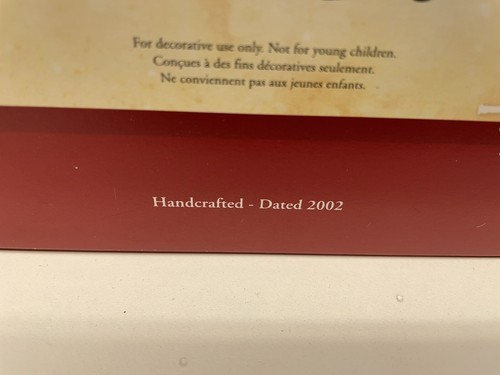 For decorative use only. Not for young children.
Conçues à des fins décoratives seulement.
Ne conviennent pas aux jeunes enfants.
Handcrafted - Dated 2002